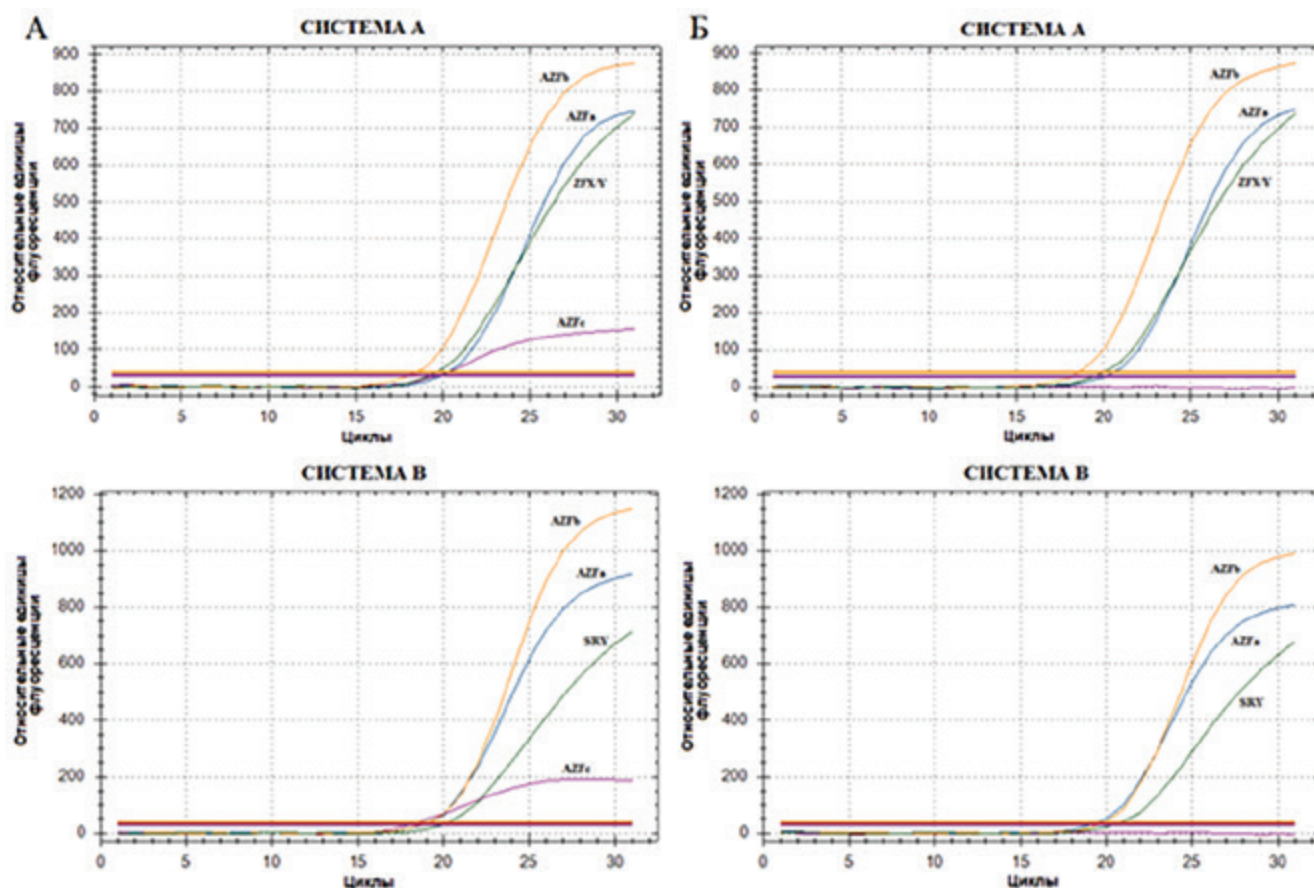 А
СИСТЕМА А
Относительные единицы
флуоресценции
900
800
700
600
500
400
300
200
100
0
AZFb
AZFa
ZFX/Y
AZFc
0 5 10 15 20 25 30
Циклы
Б
СИСТЕМА А
Относительные единицы
флуоресценции
900
800
700
600
500
400
300
200
100
0
AZFb
AZFa
ZFX/Y
0 5 10 15 20 25 30
Циклы
СИСТЕМА В
Относительные единицы
флуоресценции
1200
1000
800
600
400
200
0
AZFb
AZFa
SRY
AZFc
0 5 10 15 20 25 30
Циклы
СИСТЕМА В
Относительные единицы
флуоресценции
1200
1000
800
600
400
200
0
AZFb
AZFa
SRY
0 5 10 15 20 25 30
Циклы